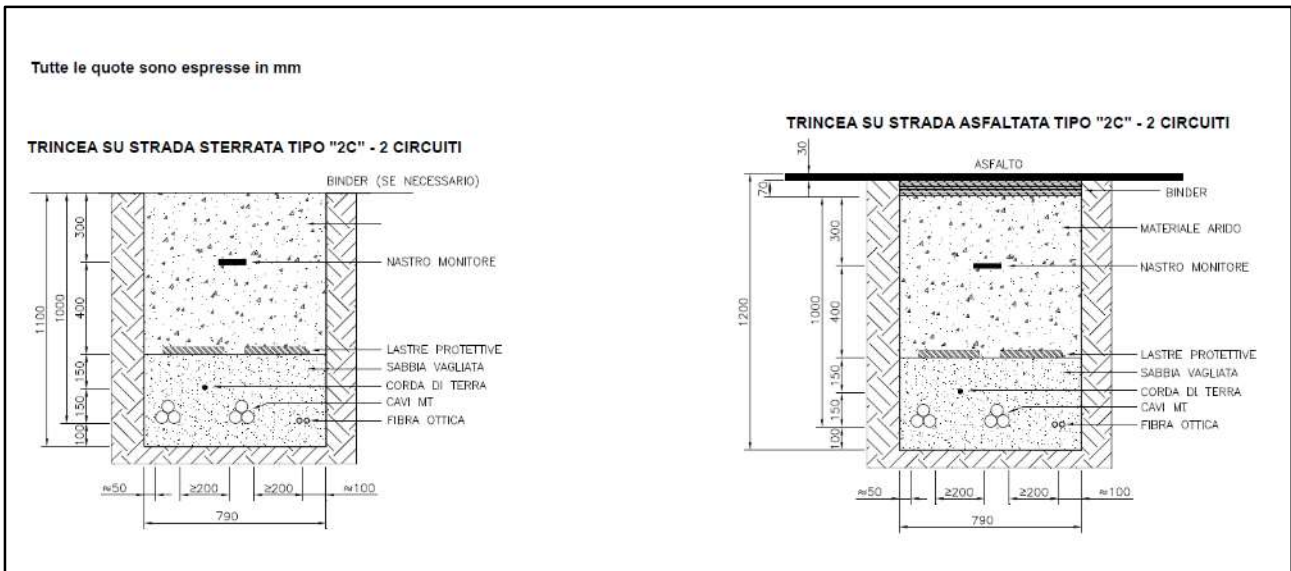 Tutte le quote sono espresse in mm
TRINCEA SU STRADA STERRATA TIPO "2C" - 2 CIRCUITI
BINDER (SE NECESSARIO)
NASTRO MONITORE
LASTRE PROTETTIVE
SABBIA VAGLIATA
CORDA DI TERRA
CAVI MT
FIBRA OTTICA
1100
1000
300
400
150
150
100
≈50
≥200
≥200
≈100
790
TRINCEA SU STRADA ASFALTATA TIPO "2C" - 2 CIRCUITI
ASFALTO
BINDER
MATERIALE ARIDO
NASTRO MONITORE
LASTRE PROTETTIVE
SABBIA VAGLIATA
CORDA DI TERRA
CAVI MT
FIBRA OTTICA
30
70
1200
1000
300
400
150
150
100
≈50
≥200
≥200
≈100
790